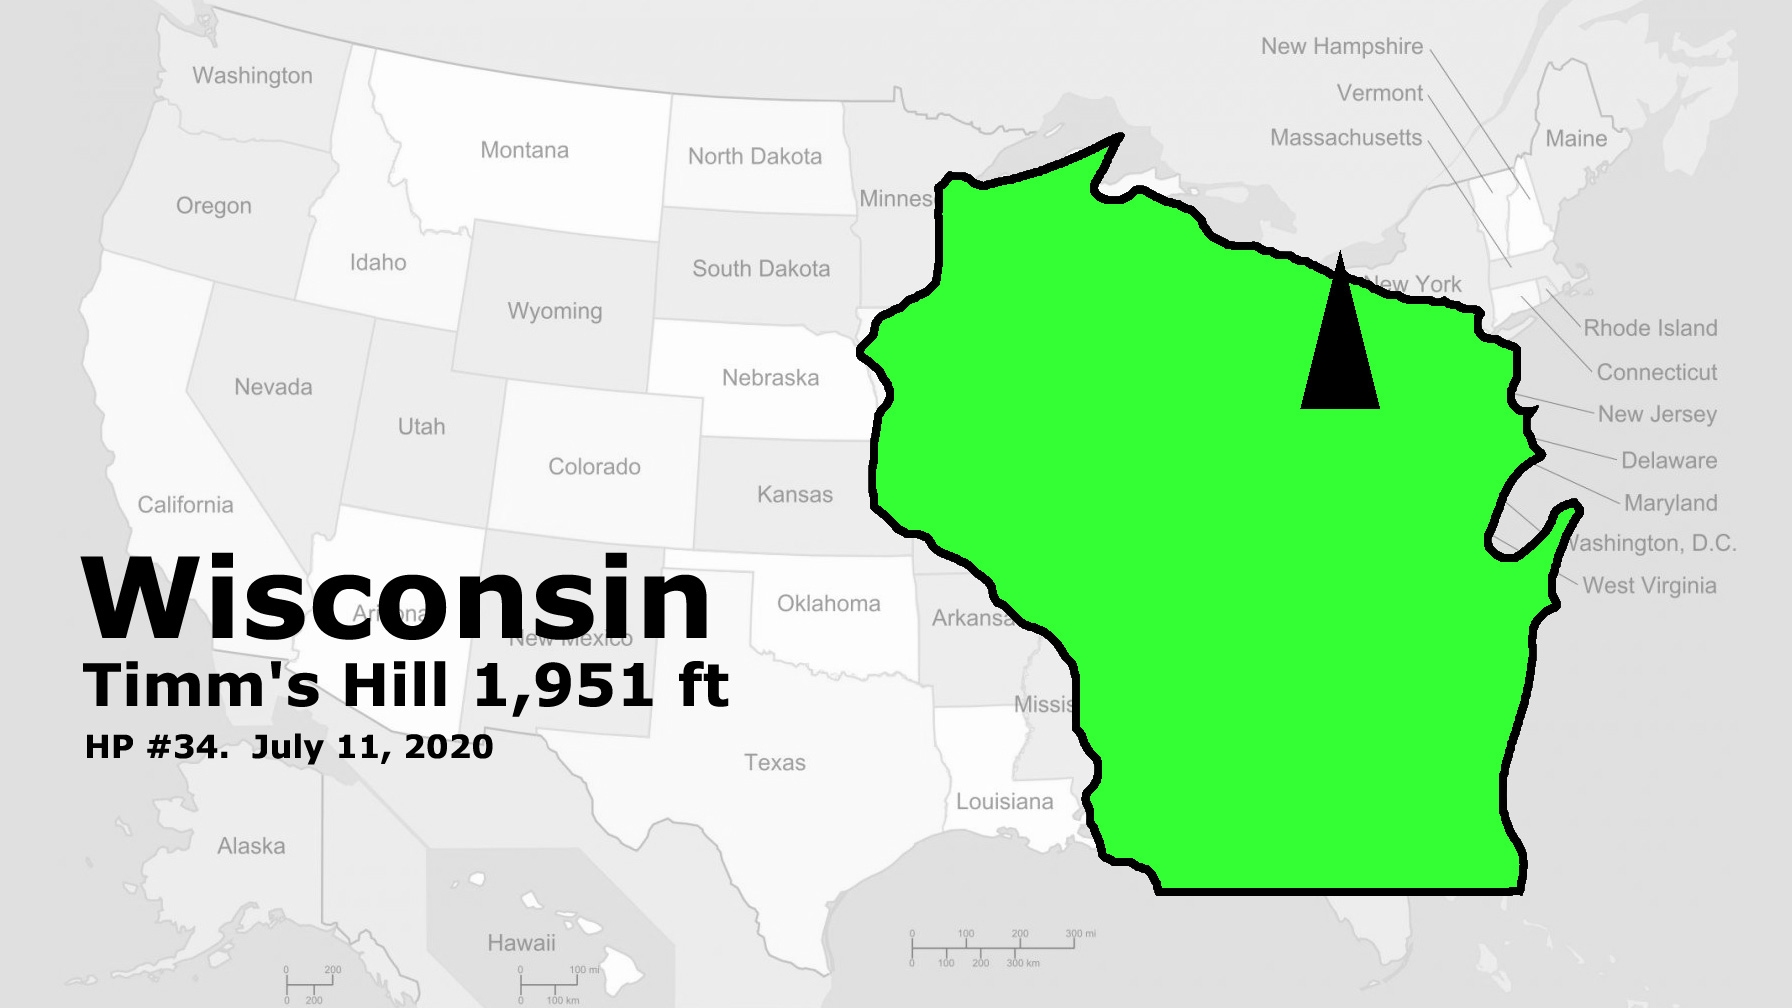 New Hampshire
Washington
Vermont
Massachusetts
Maine
Montana
North Dakota
Minnes
Oregon
Idaho
South Dakota
New York
Wyoming
Rhode Island
Nebraska
Connecticut
Nevada
New Jersey
Utah
Colorado
Delaware
Kansas
California
Maryland
Washington, D.C.
West Virginia
Wisconsin
Arizona
New Mexico
Oklahoma
Arkansa
Timm's Hill 1,951 ft
Missis
HP #34. July 11, 2020
Texas
Louisiana
Alaska
Hawaii
0 100 200 300 mi
0 100 200 300 km
0 200
0 200
0 100 mi
0 100 km